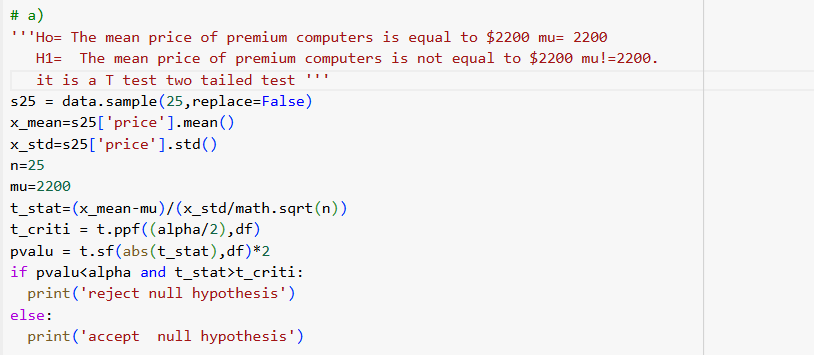 # a)
'''Ho= The mean price of premium computers is equal to $2200 mu= 2200
   H1=  The mean price of premium computers is not equal to $2200 mu!=2200.
   it is a T test two tailed test '''
s25 = data.sample(25,replace=False)
x_mean=s25['price'].mean()
x_std=s25['price'].std()
n=25
mu=2200
t_stat=(x_mean-mu)/(x_std/math.sqrt(n))
t_criti = t.ppf((alpha/2),df)
pvalu = t.sf(abs(t_stat),df)*2
if pvalu<alpha and t_stat>t_criti:
  print('reject null hypothesis')
else:
  print('accept  null hypothesis')